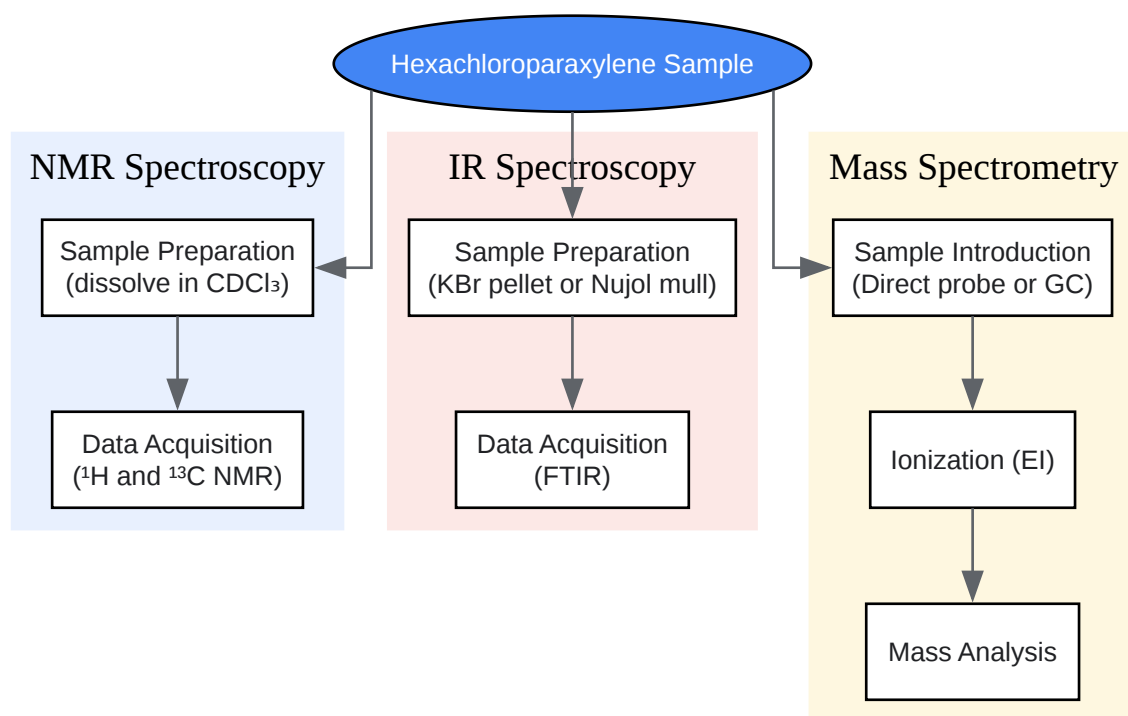 Hexachloroparaxylene Sample
NMR Spectroscopy
Sample Preparation
(dissolve in CDCl₃)
Data Acquisition
(¹H and ¹³C NMR)
IR Spectroscopy
Sample Preparation
(KBr pellet or Nujol mull)
Data Acquisition
(FTIR)
Mass Spectrometry
Sample Introduction
(Direct probe or GC)
Ionization (EI)
Mass Analysis